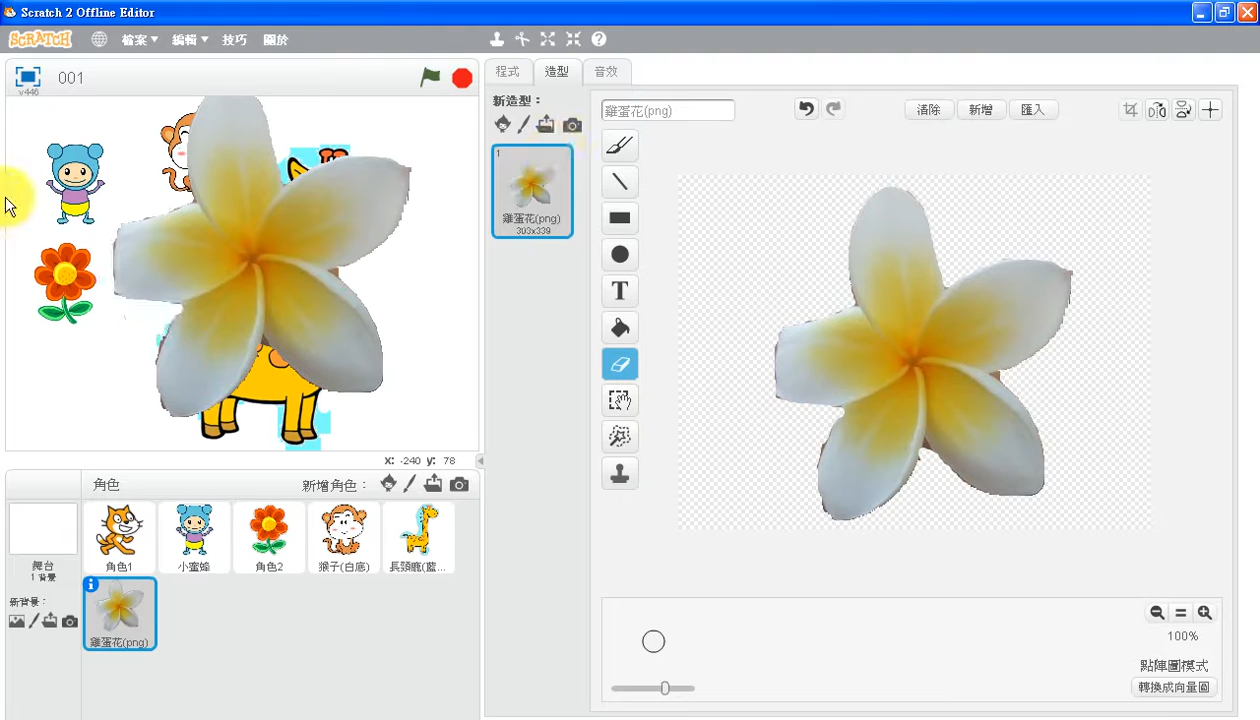 Scratch 2 Offline Editor
SCRATCH 檔案 編輯 技巧 關於
001
v446
程式 造型 音效
新造型：
1
雞蛋花(png)
303x339
雞蛋花(png)
清除 新增 匯入
T
x: -240 y: 78
角色 新增角色：
舞台
1 背景
新背景：
角色1 小蜜蜂 角色2 猴子(白底) 長頸鹿(藍...
雞蛋花(png)
100%
點陣圖模式
轉換成向量圖